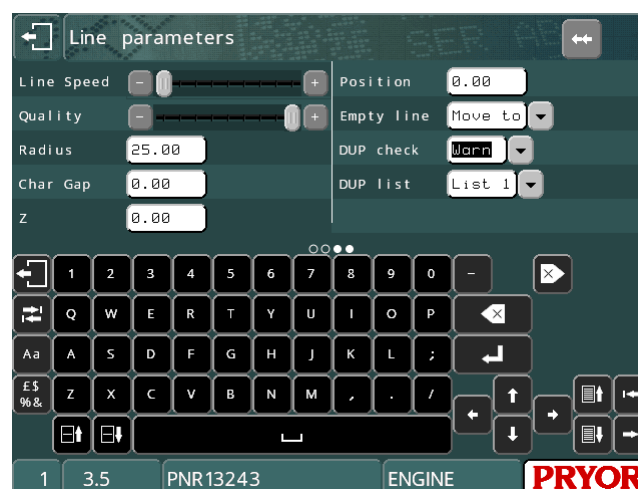 Line parameters
Line Speed - +
Quality - +
Radius 25.00
Char Gap 0.00
Z 0.00
Position 0.00
Empty line Move to
DUP check Warn
DUP list List 1
1 2 3 4 5 6 7 8 9 0 -
Q W E R T Y U I O P
Aa A S D F G H J K L ;
£$
%& Z X C V B N M , . /
1 3.5 PNR13243 ENGINE PRYOR